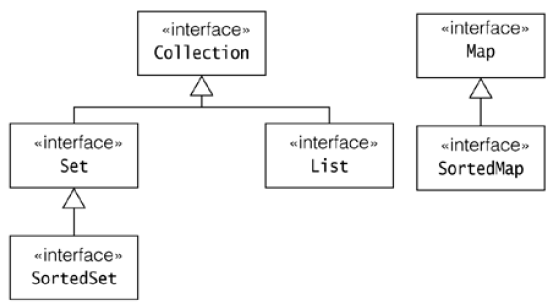 «interface»
Collection
«interface»
Map
«interface»
Set
«interface»
List
«interface»
SortedMap
«interface»
SortedSet